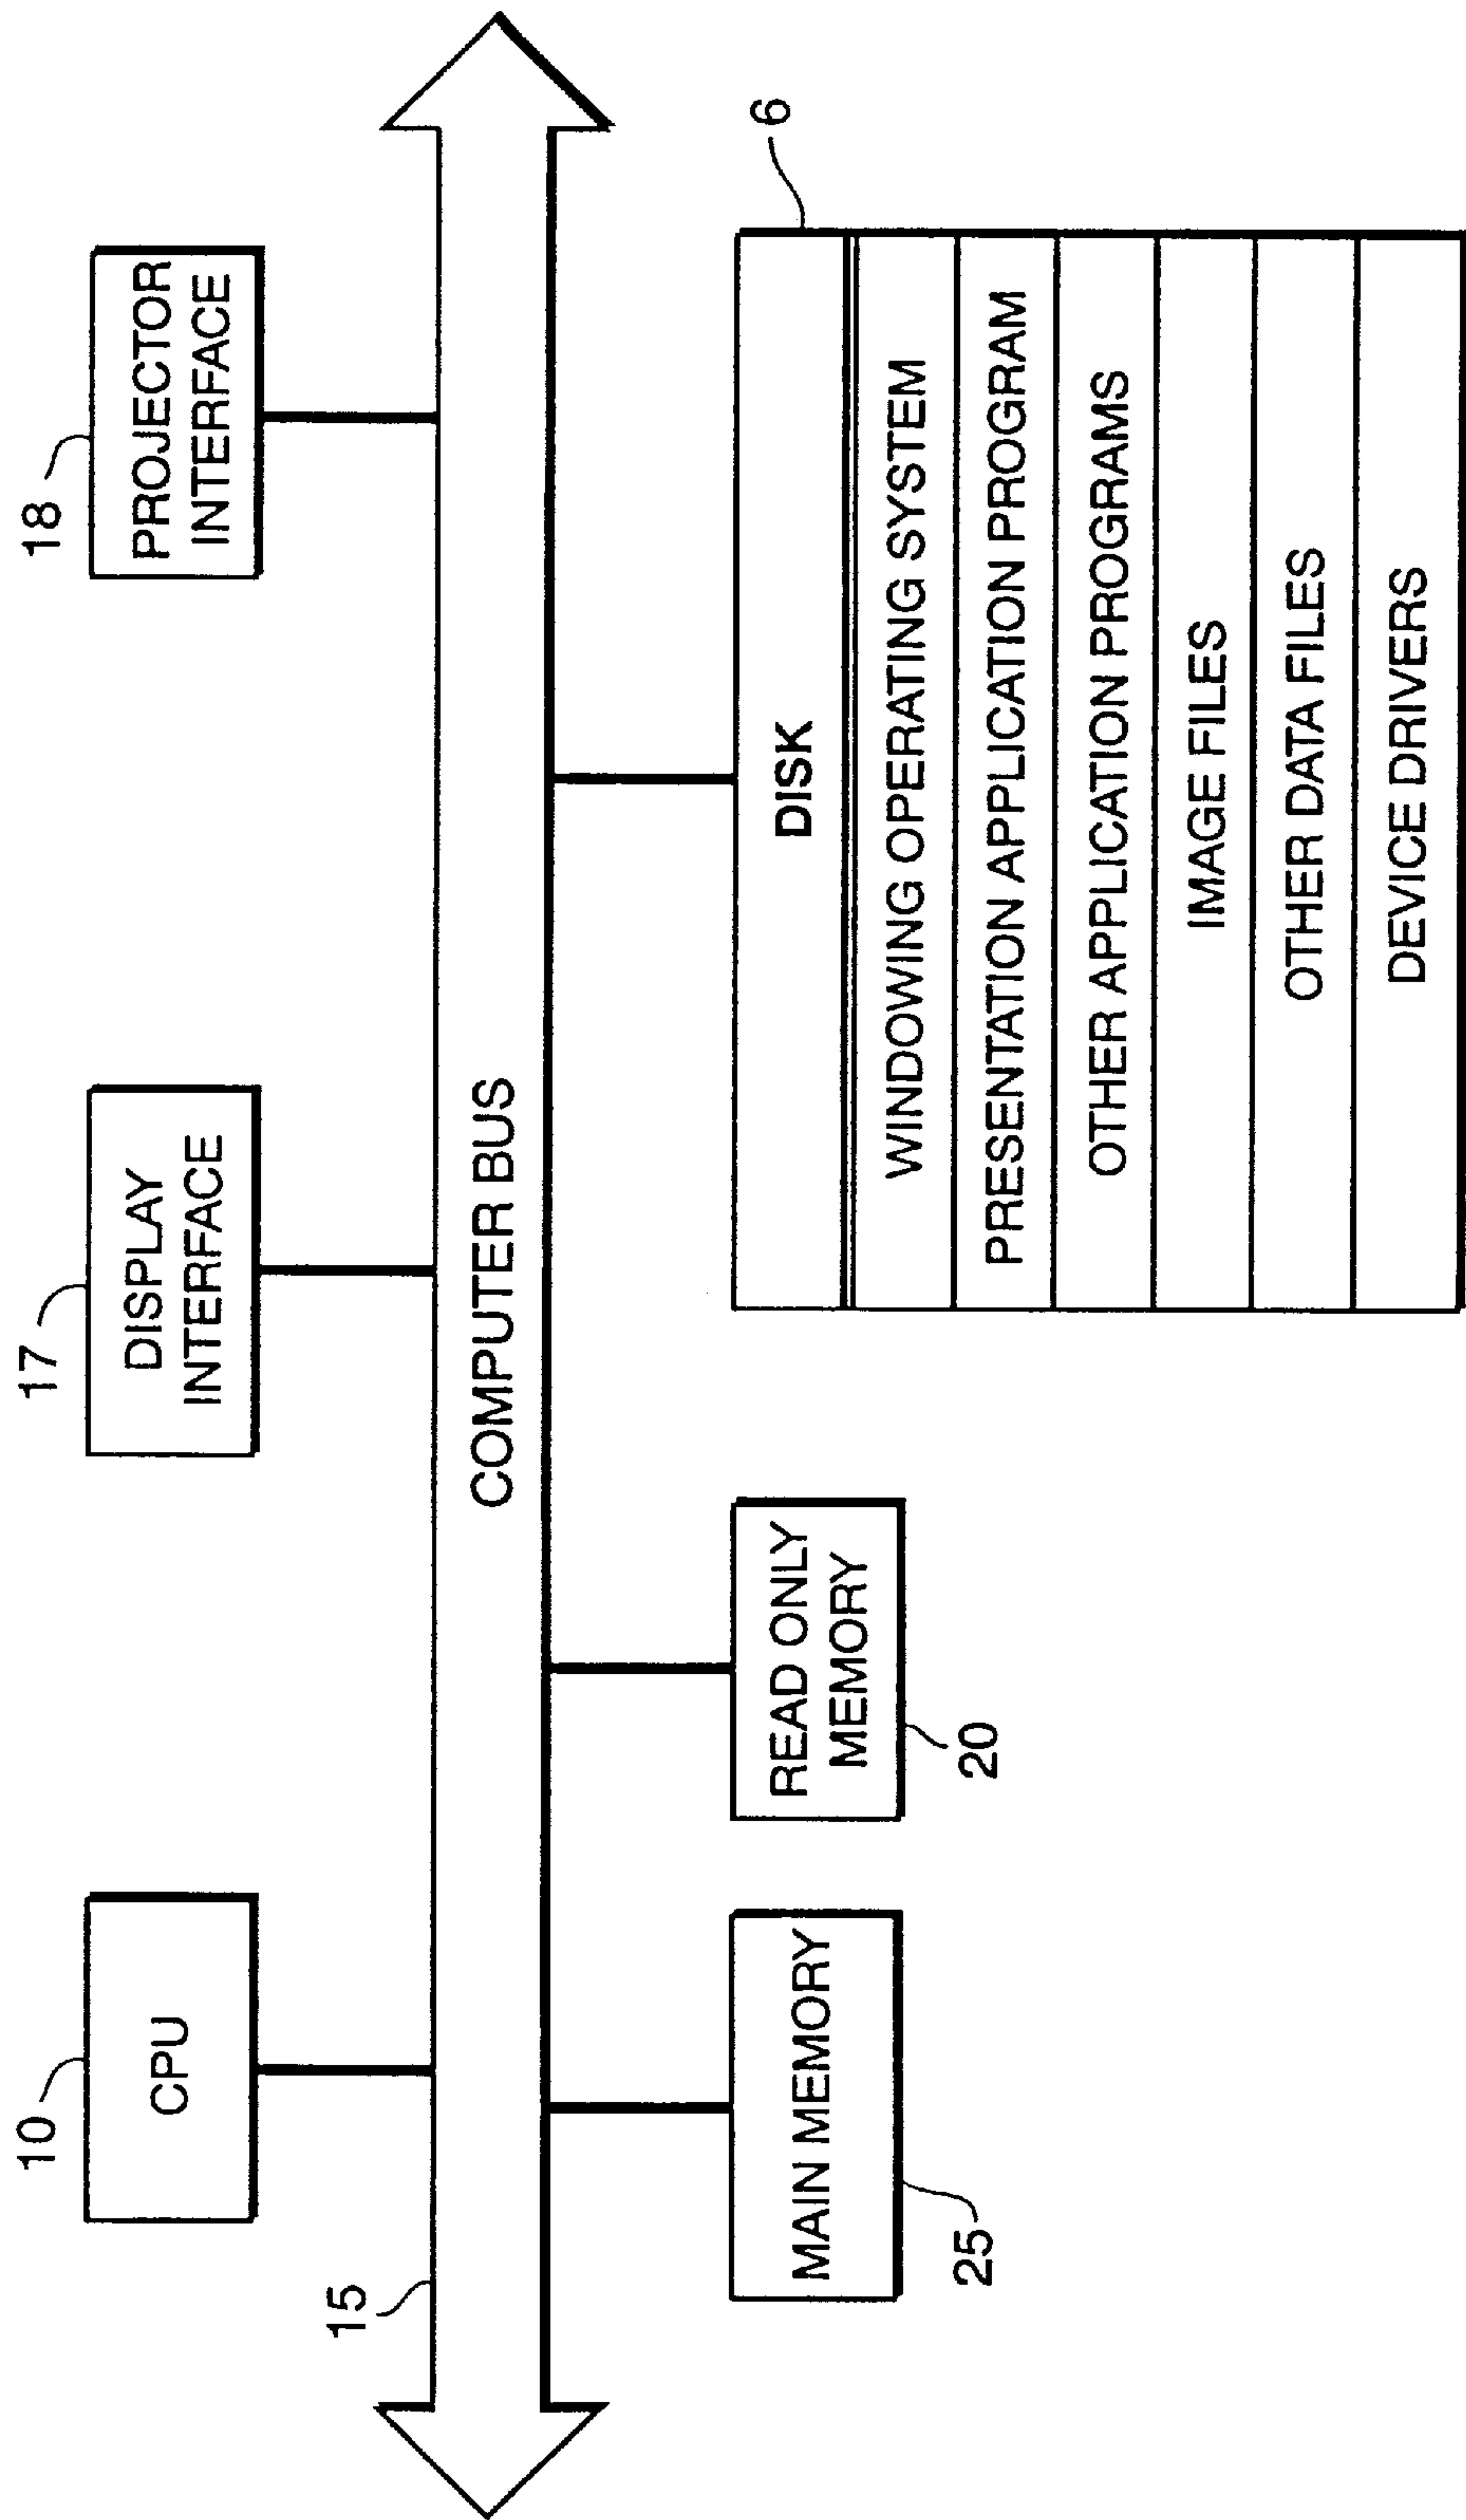 10
CPU
17
DISPLAY
INTERFACE
18
PROJECTOR
INTERFACE
15
COMPUTER BUS
MAIN MEMORY
25
READ ONLY
MEMORY
20
6
DISK
WINDOWING OPERATING SYSTEM
PRESENTATION APPLICATION PROGRAM
OTHER APPLICATION PROGRAMS
IMAGE FILES
OTHER DATA FILES
DEVICE DRIVERS